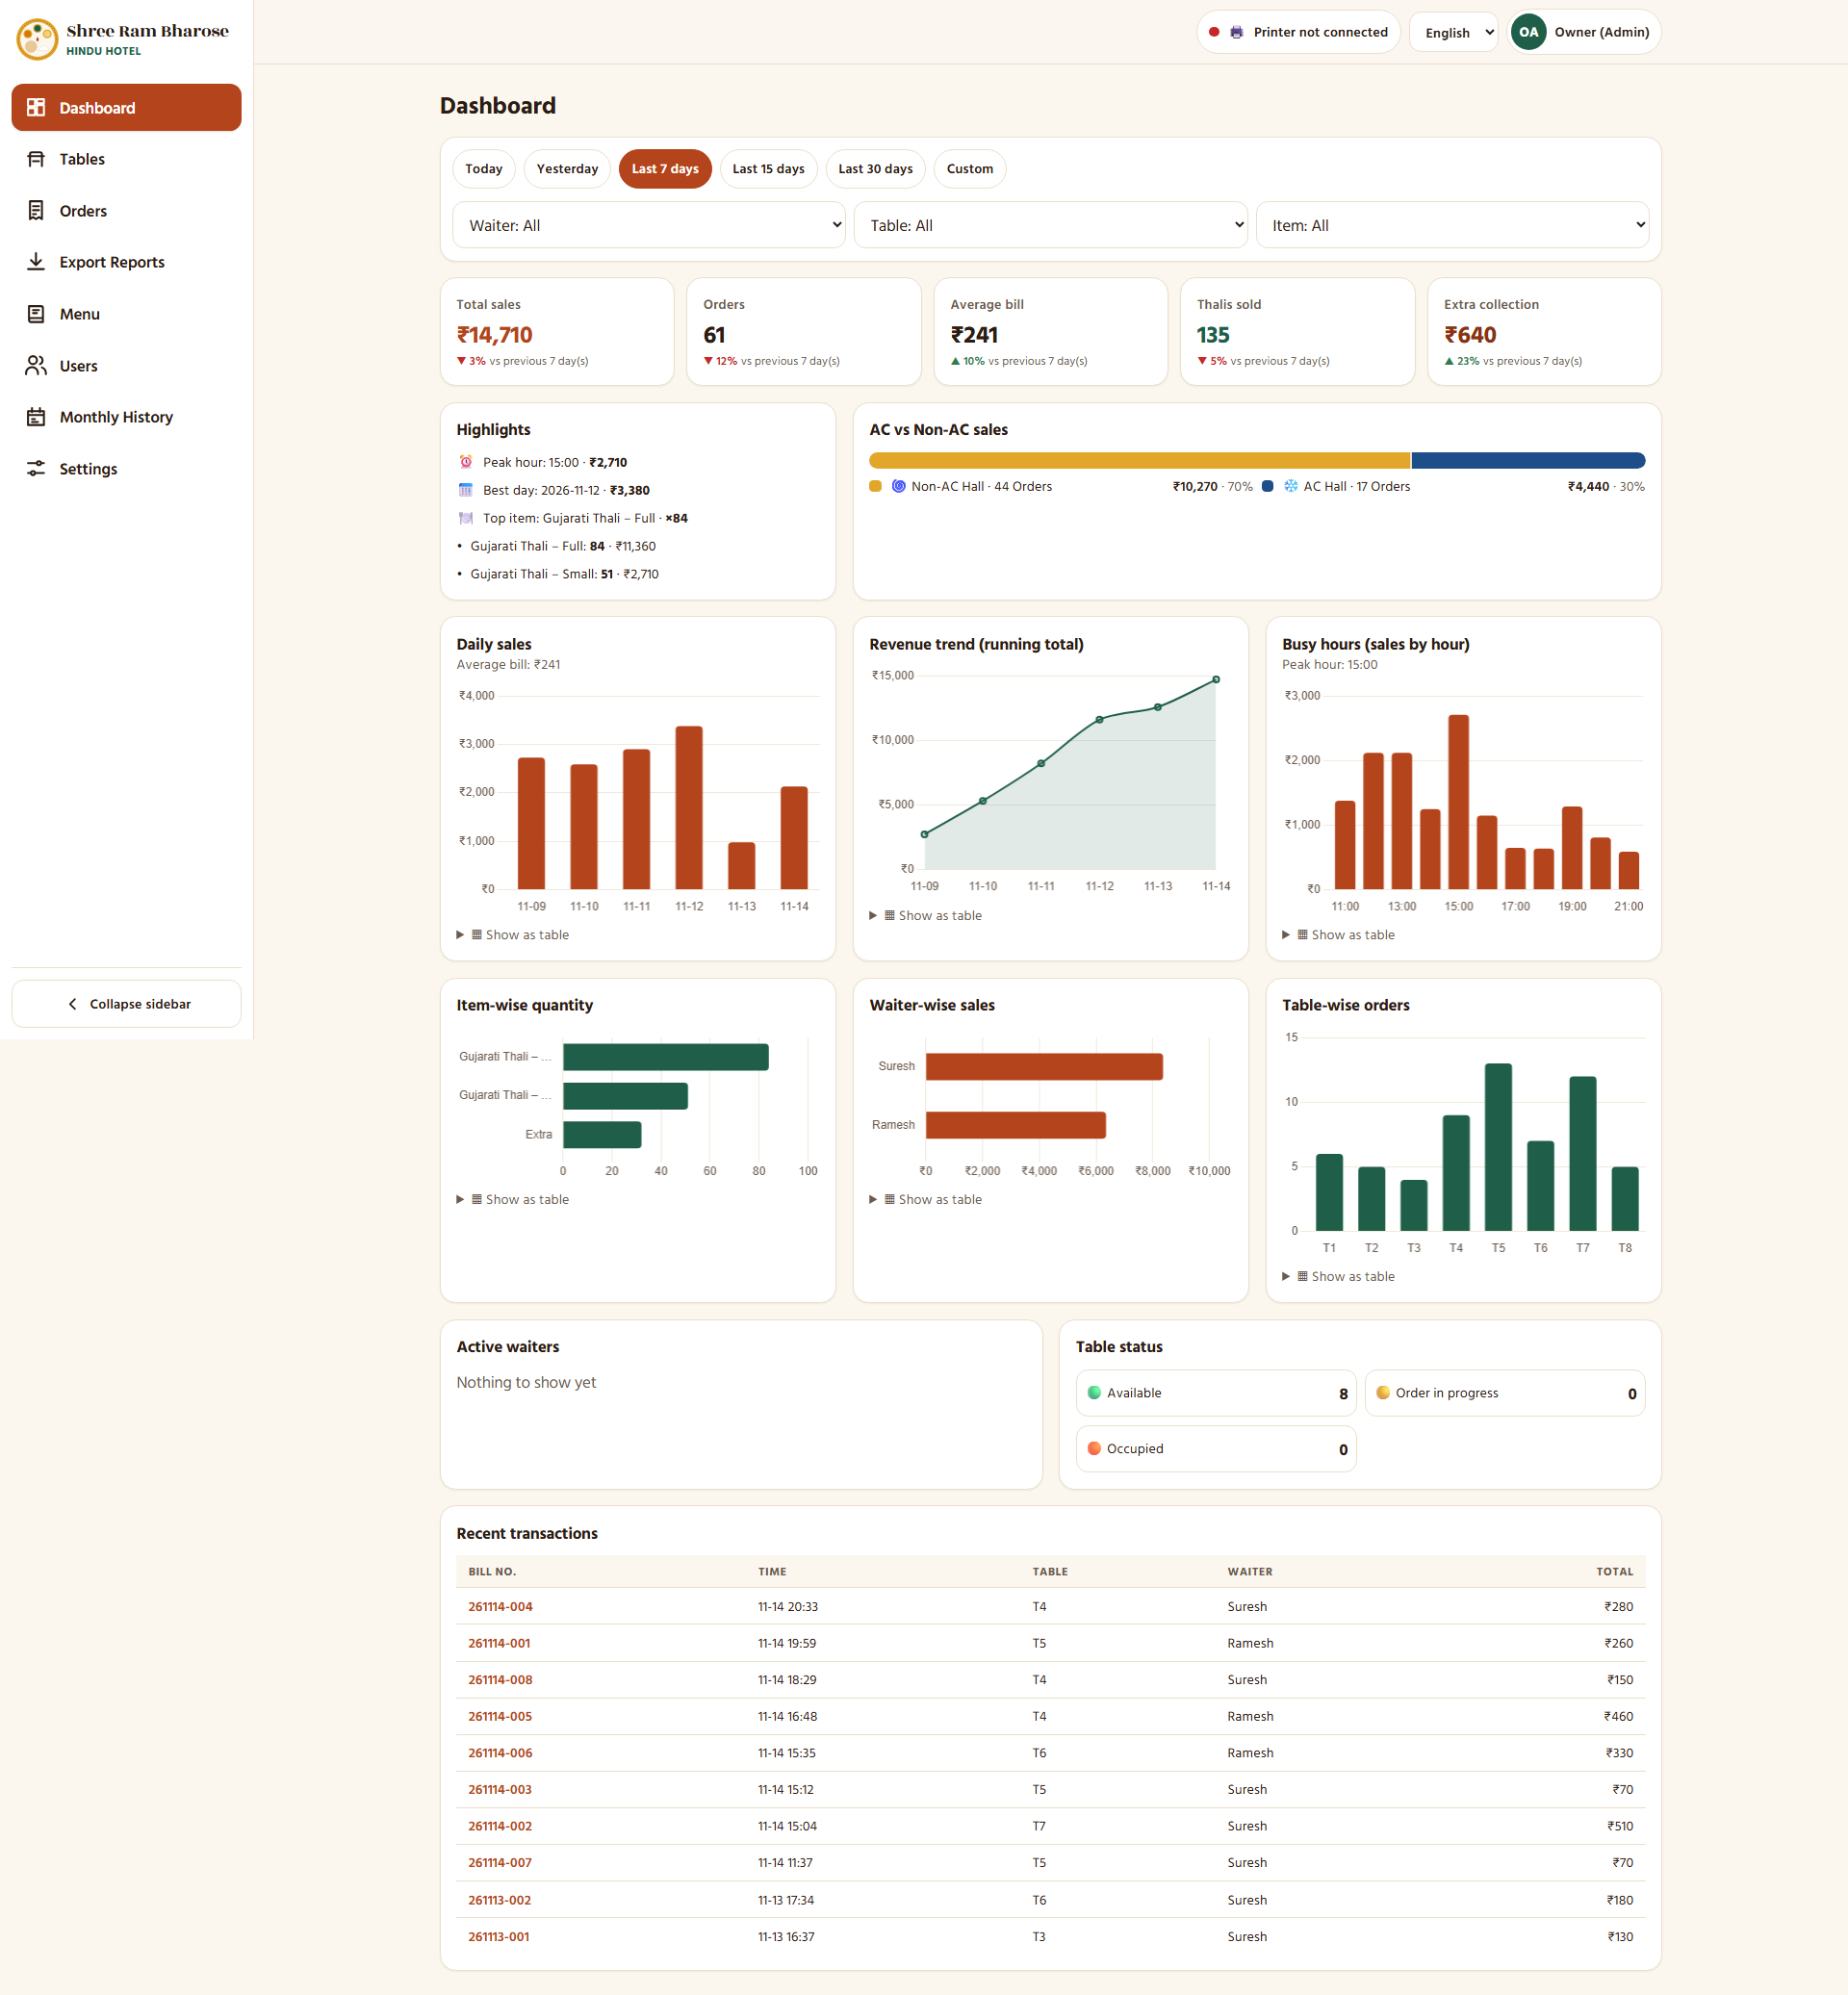 Shree Ram Bharose
HINDU HOTEL
Printer not connected
English
OA
Owner (Admin)
Dashboard
Tables
Orders
Export Reports
Menu
Users
Monthly History
Settings
Collapse sidebar
Dashboard
Today Yesterday Last 7 days Last 15 days Last 30 days Custom
Waiter: All
Table: All
Item: All
Total sales
₹14,710
▼ 3% vs previous 7 day(s)
Orders
61
▼ 12% vs previous 7 day(s)
Average bill
₹241
▲ 10% vs previous 7 day(s)
Thalis sold
135
▼ 5% vs previous 7 day(s)
Extra collection
₹640
▲ 23% vs previous 7 day(s)
Highlights
Peak hour: 15:00 · ₹2,710
Best day: 2026-11-12 · ₹3,380
Top item: Gujarati Thali – Full · ×84
• Gujarati Thali – Full: 84 · ₹11,360
• Gujarati Thali – Small: 51 · ₹2,710
AC vs Non-AC sales
Non-AC Hall · 44 Orders ₹10,270 · 70%
AC Hall · 17 Orders ₹4,440 · 30%
Daily sales
Average bill: ₹241
₹4,000
₹3,000
₹2,000
₹1,000
₹0
11-09 11-10 11-11 11-12 11-13 11-14
Show as table
Revenue trend (running total)
₹15,000
₹10,000
₹5,000
₹0
11-09 11-10 11-11 11-12 11-13 11-14
Show as table
Busy hours (sales by hour)
Peak hour: 15:00
₹3,000
₹2,000
₹1,000
₹0
11:00 13:00 15:00 17:00 19:00 21:00
Show as table
Item-wise quantity
Gujarati Thali – ...
Gujarati Thali – ...
Extra
0 20 40 60 80 100
Show as table
Waiter-wise sales
Suresh
Ramesh
₹0 ₹2,000 ₹4,000 ₹6,000 ₹8,000 ₹10,000
Show as table
Table-wise orders
15
10
5
0
T1 T2 T3 T4 T5 T6 T7 T8
Show as table
Active waiters
Nothing to show yet
Table status
Available 8
Order in progress 0
Occupied 0
Recent transactions
BILL NO. TIME TABLE WAITER TOTAL
261114-004 11-14 20:33 T4 Suresh ₹280
261114-001 11-14 19:59 T5 Ramesh ₹260
261114-008 11-14 18:29 T4 Suresh ₹150
261114-005 11-14 16:48 T4 Ramesh ₹460
261114-006 11-14 15:35 T6 Ramesh ₹330
261114-003 11-14 15:12 T5 Suresh ₹70
261114-002 11-14 15:04 T7 Suresh ₹510
261114-007 11-14 11:37 T5 Suresh ₹70
261113-002 11-13 17:34 T6 Suresh ₹180
261113-001 11-13 16:37 T3 Suresh ₹130